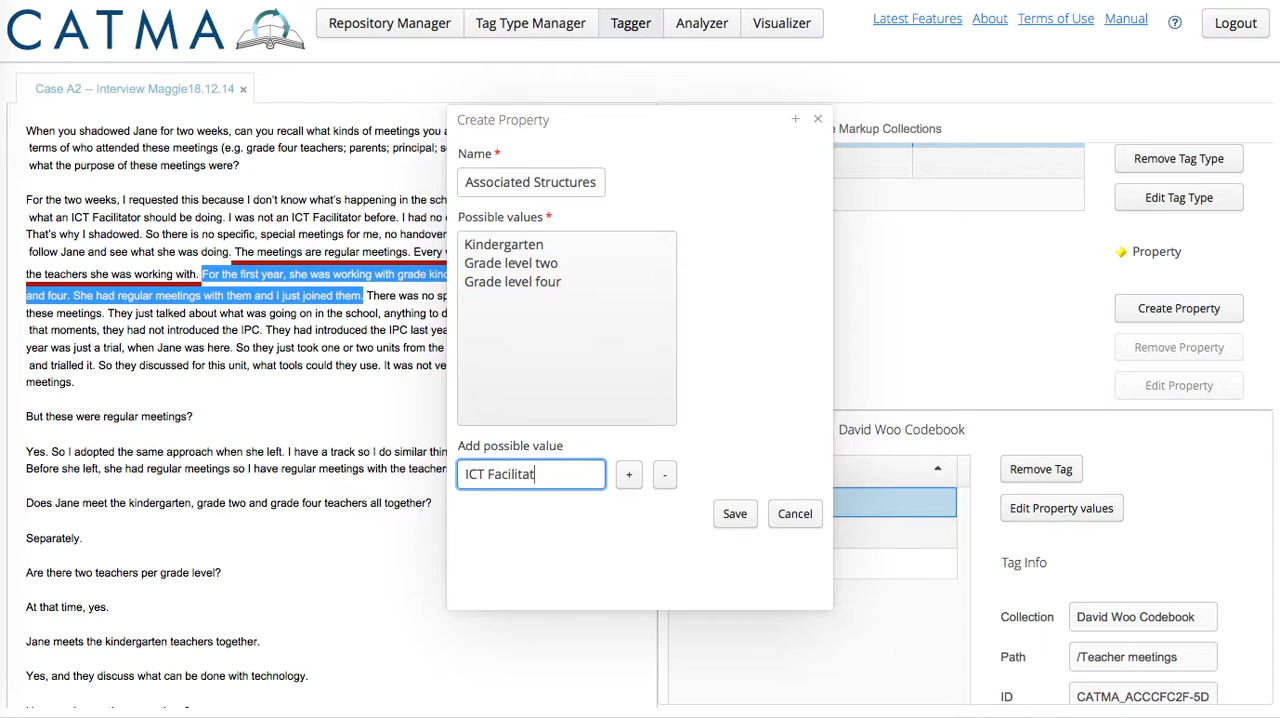 CATMA
Repository Manager
Tag Type Manager
Tagger
Analyzer
Visualizer
Latest Features
About
Terms of Use
Manual
?
Logout
Case A2 -- Interview Maggie18.12.14 ×
When you shadowed Jane for two weeks, can you recall what kinds of meetings you
terms of who attended these meetings (e.g. grade four teachers; parents; principal;
what the purpose of these meetings were?
For the two weeks, I requested this because I don't know what's happening in the
what an ICT Facilitator should be doing. I was not an ICT Facilitator before. I had no
That's why I shadowed. So there is no specific, special meetings for me, no
follow Jane and see what she was doing. The meetings are regular meetings. Every
the teachers she was working with. For the first year, she was working with grade
and four. She had regular meetings with them and I just joined them. There was no
these meetings. They just talked about what was going on in the school, anything to
that moments, they had not introduced the IPC. They had introduced the IPC last
year was just a trial, when Jane was here. So they just took one or two units from the
and trialled it. So they discussed for this unit, what tools could they use. It was not
meetings.
But these were regular meetings?
Yes. So I adopted the same approach when she left. I have a track so I do similar
Before she left, she had regular meetings so I have regular meetings with the
Does Jane meet the kindergarten, grade two and grade four teachers all together?
Separately.
Are there two teachers per grade level?
At that time, yes.
Jane meets the kindergarten teachers together.
Yes, and they discuss what can be done with technology.
Create Property + ×
Name *
Associated Structures
Possible values *
Kindergarten
Grade level two
Grade level four
Add possible value
ICT Facilitat
+
-
Save
Cancel
Markup Collections
Remove Tag Type
Edit Tag Type
Property
Create Property
Remove Property
Edit Property
David Woo Codebook
Remove Tag
Edit Property values
Tag Info
Collection David Woo Codebook
Path /Teacher meetings
ID CATMA_ACCCFC2F-5D